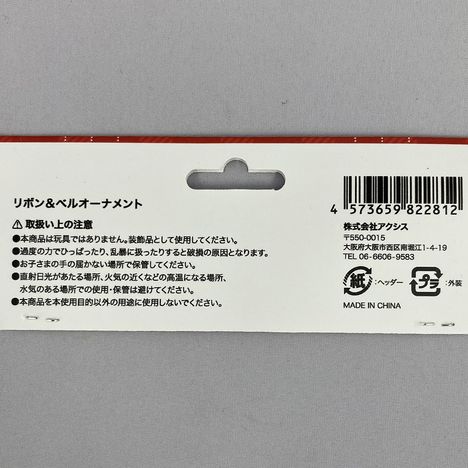 リボン&ベルオーナメント
⚠ 取扱い上の注意
●本商品は玩具ではありません。装飾品として使用してください。
●過度の力でひっぱったり、乱暴に扱ったりすると破損の原因となります。
●お子さまの手の届かない場所で保管してください。
●直射日光があたる場所、火気の近くなどの高温になる場所、
水気のある場所での使用・保管は避けてください。
●本商品を本使用目的以外の用途に使用しないでください。
4 573659 822812
株式会社アクシス
〒550-0015
大阪府大阪市西区南堀江1-4-19
TEL 06-6606-9583
紙:ヘッダー プラ:外装
MADE IN CHINA